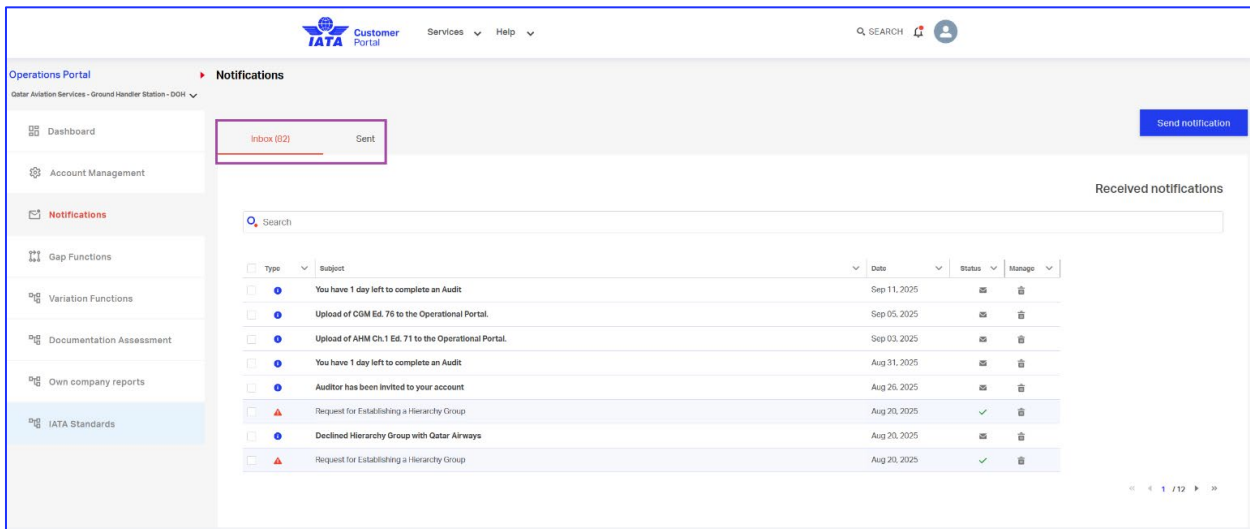 IATA Customer Portal
Services
Help
SEARCH
Operations Portal
Notifications
Qatar Aviation Services - Ground Handler Station - DOH
Dashboard
Account Management
Notifications
Gap Functions
Variation Functions
Documentation Assessment
Own company reports
IATA Standards
Inbox (82)
Sent
Send notification
Received notifications
Search
Type Subject Date Status Manage
You have 1 day left to complete an Audit Sep 11, 2025
Upload of CGM Ed. 76 to the Operational Portal. Sep 05, 2025
Upload of AHM Ch.1 Ed. 71 to the Operational Portal. Sep 03, 2025
You have 1 day left to complete an Audit Aug 31, 2025
Auditor has been invited to your account Aug 26, 2025
Request for Establishing a Hierarchy Group Aug 20, 2025
Declined Hierarchy Group with Qatar Airways Aug 20, 2025
Request for Establishing a Hierarchy Group Aug 20, 2025
1 / 12